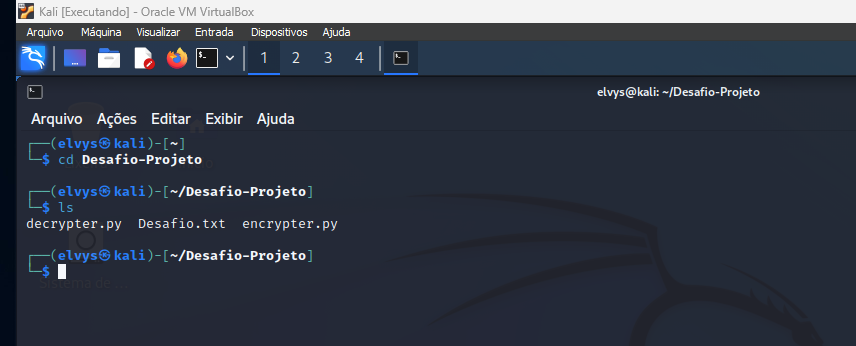 Kali [Executando] - Oracle VM VirtualBox
Arquivo Máquina Visualizar Entrada Dispositivos Ajuda
1 2 3 4
elvys@kali: ~/Desafio-Projeto
Arquivo Ações Editar Exibir Ajuda
┌──(elvys㉿kali)-[~]
└─$ cd Desafio-Projeto
┌──(elvys㉿kali)-[~/Desafio-Projeto]
└─$ ls
decrypter.py Desafio.txt encrypter.py
┌──(elvys㉿kali)-[~/Desafio-Projeto]
└─$
Sistema de ...